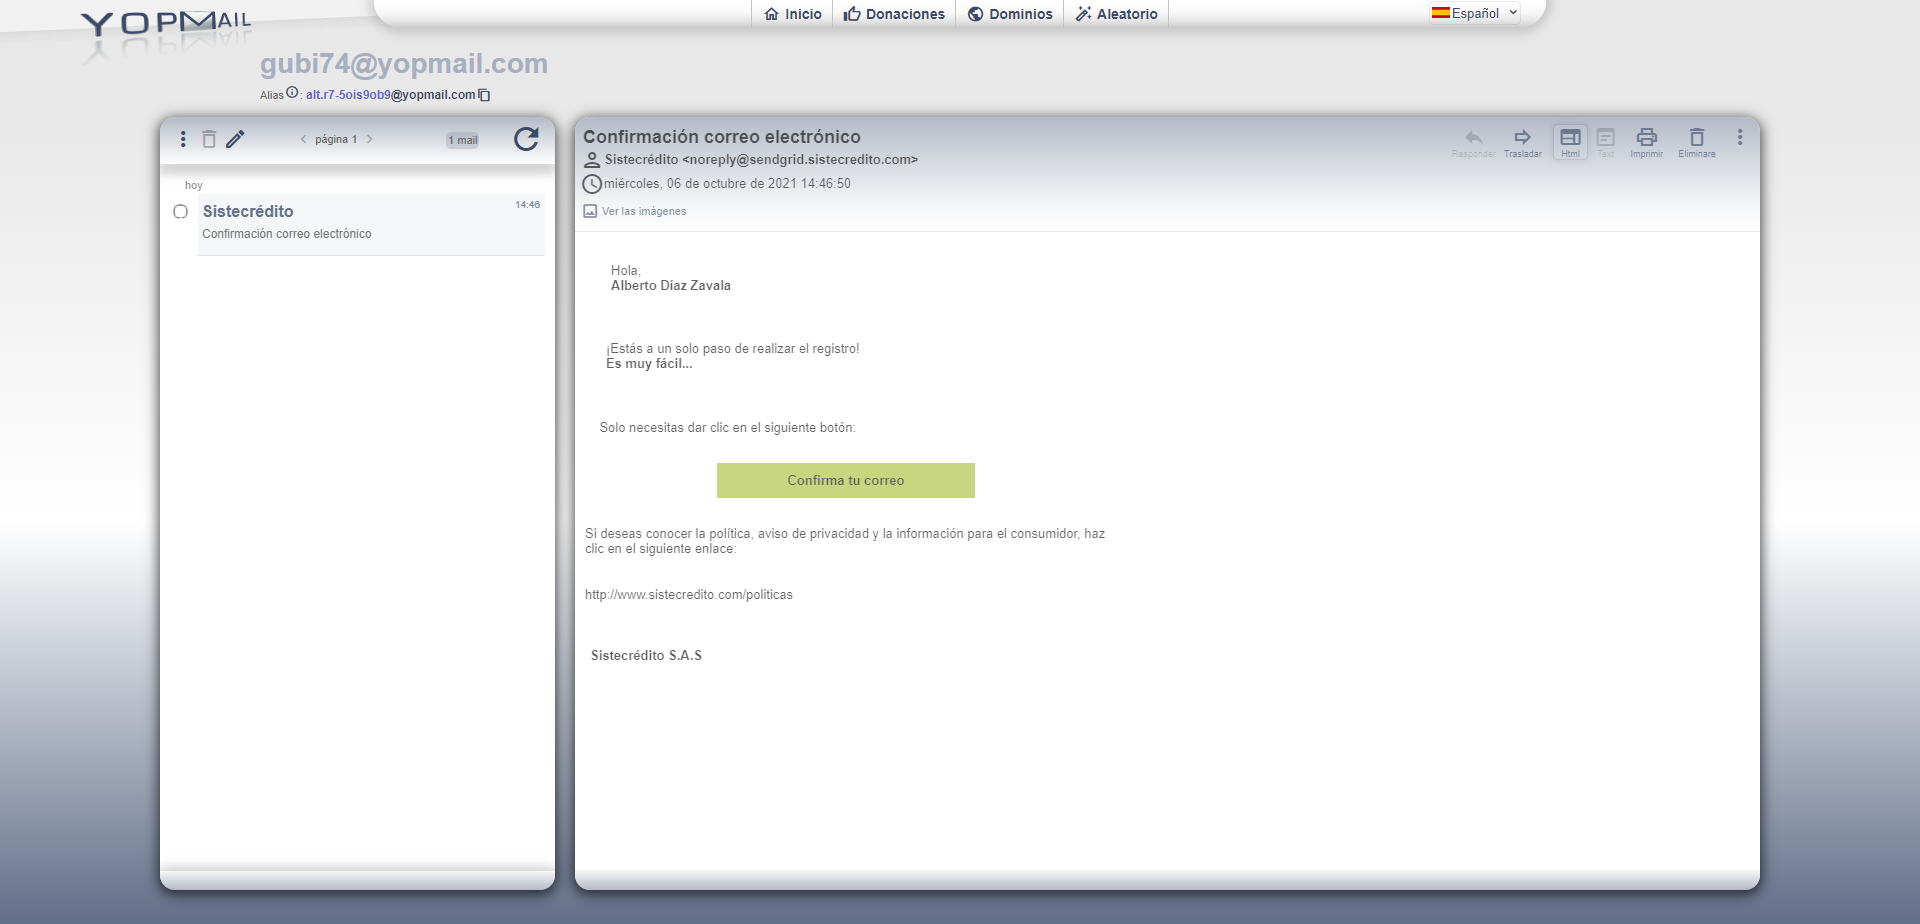 YOPMAIL
Inicio
Donaciones
Dominios
Aleatorio
Español
gubi74@yopmail.com
Alias : alt.r7-5ois9ob9@yopmail.com
página 1
1 mail
hoy
Sistecrédito
14:46
Confirmación correo electrónico
Confirmación correo electrónico
Sistecrédito <noreply@sendgrid.sistecredito.com>
miércoles, 06 de octubre de 2021 14:46:50
Ver las imágenes
Responder
Trasladar
Html
Text
Imprimir
Eliminare
Hola,
Alberto Díaz Zavala
¡Estás a un solo paso de realizar el registro!
Es muy fácil...
Solo necesitas dar clic en el siguiente botón:
Confirma tu correo
Si deseas conocer la política, aviso de privacidad y la información para el consumidor, haz
clic en el siguiente enlace:
http://www.sistecredito.com/politicas
Sistecrédito S.A.S